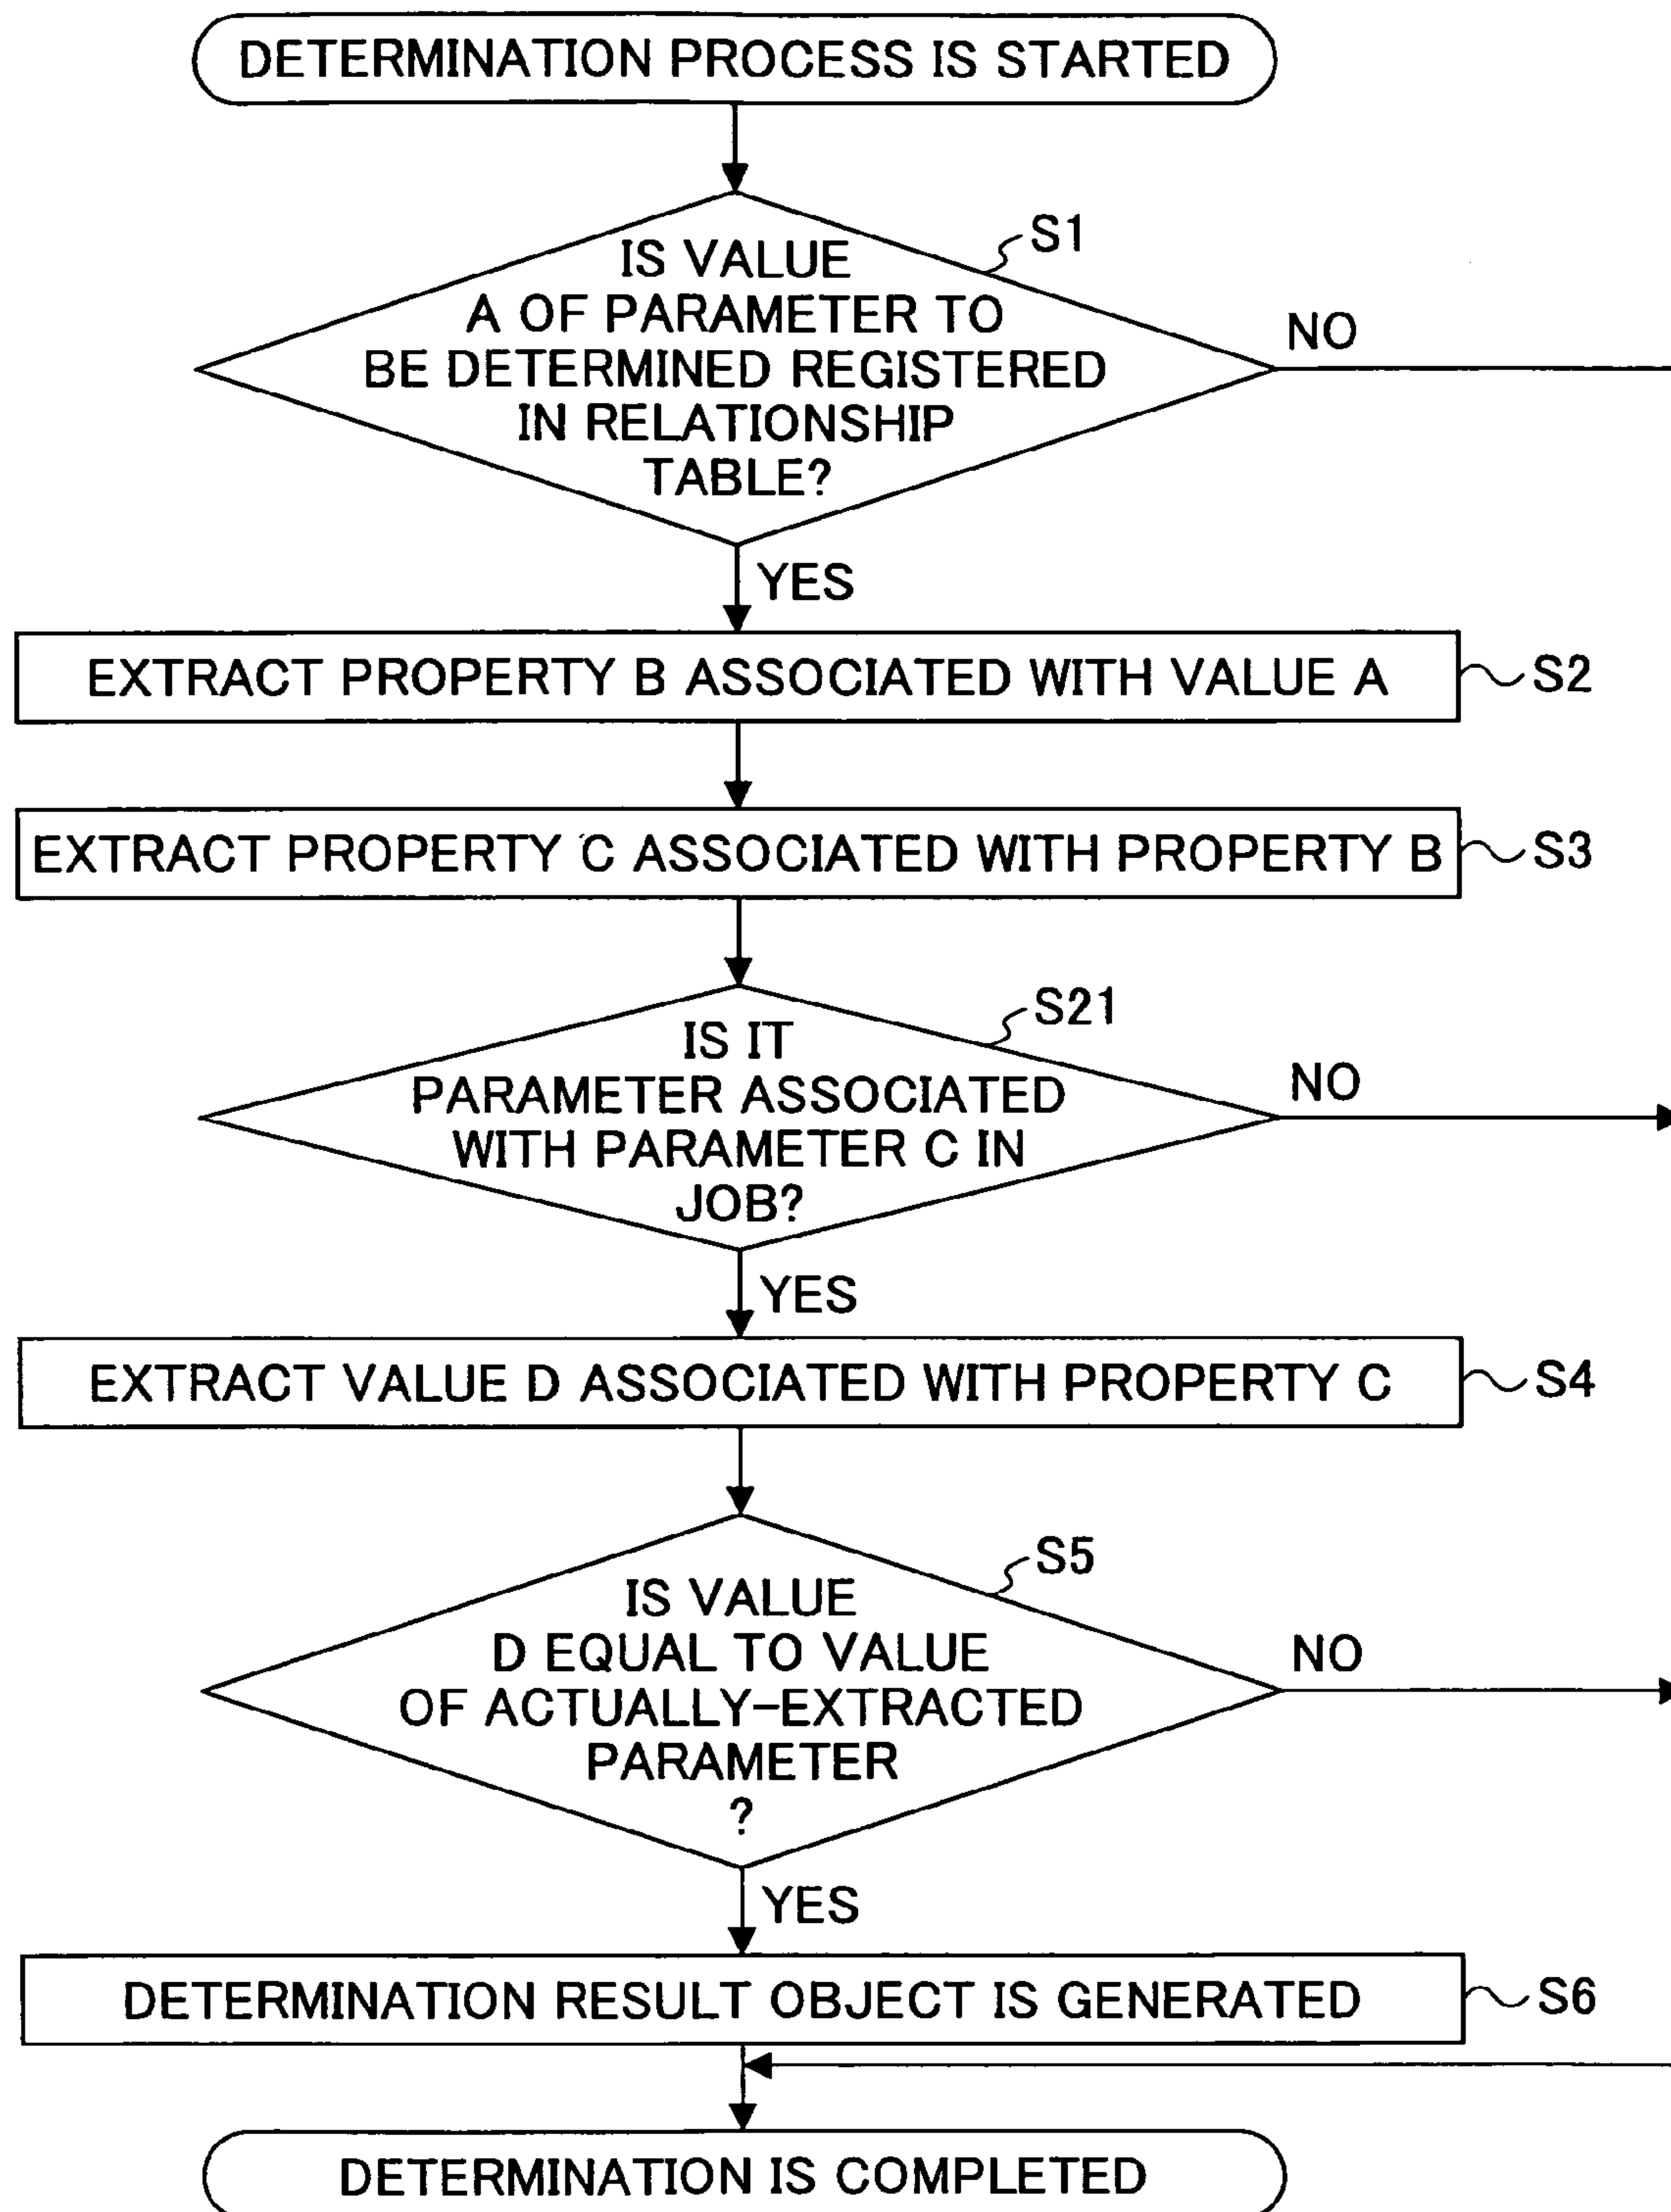 DETERMINATION PROCESS IS STARTED
S1
IS VALUE
A OF PARAMETER TO
BE DETERMINED REGISTERED
IN RELATIONSHIP
TABLE?
NO
YES
EXTRACT PROPERTY B ASSOCIATED WITH VALUE A
S2
EXTRACT PROPERTY C ASSOCIATED WITH PROPERTY B
S3
S21
IS IT
PARAMETER ASSOCIATED
WITH PARAMETER C IN
JOB?
NO
YES
EXTRACT VALUE D ASSOCIATED WITH PROPERTY C
S4
S5
IS VALUE
D EQUAL TO VALUE
OF ACTUALLY-EXTRACTED
PARAMETER
?
NO
YES
DETERMINATION RESULT OBJECT IS GENERATED
S6
DETERMINATION IS COMPLETED